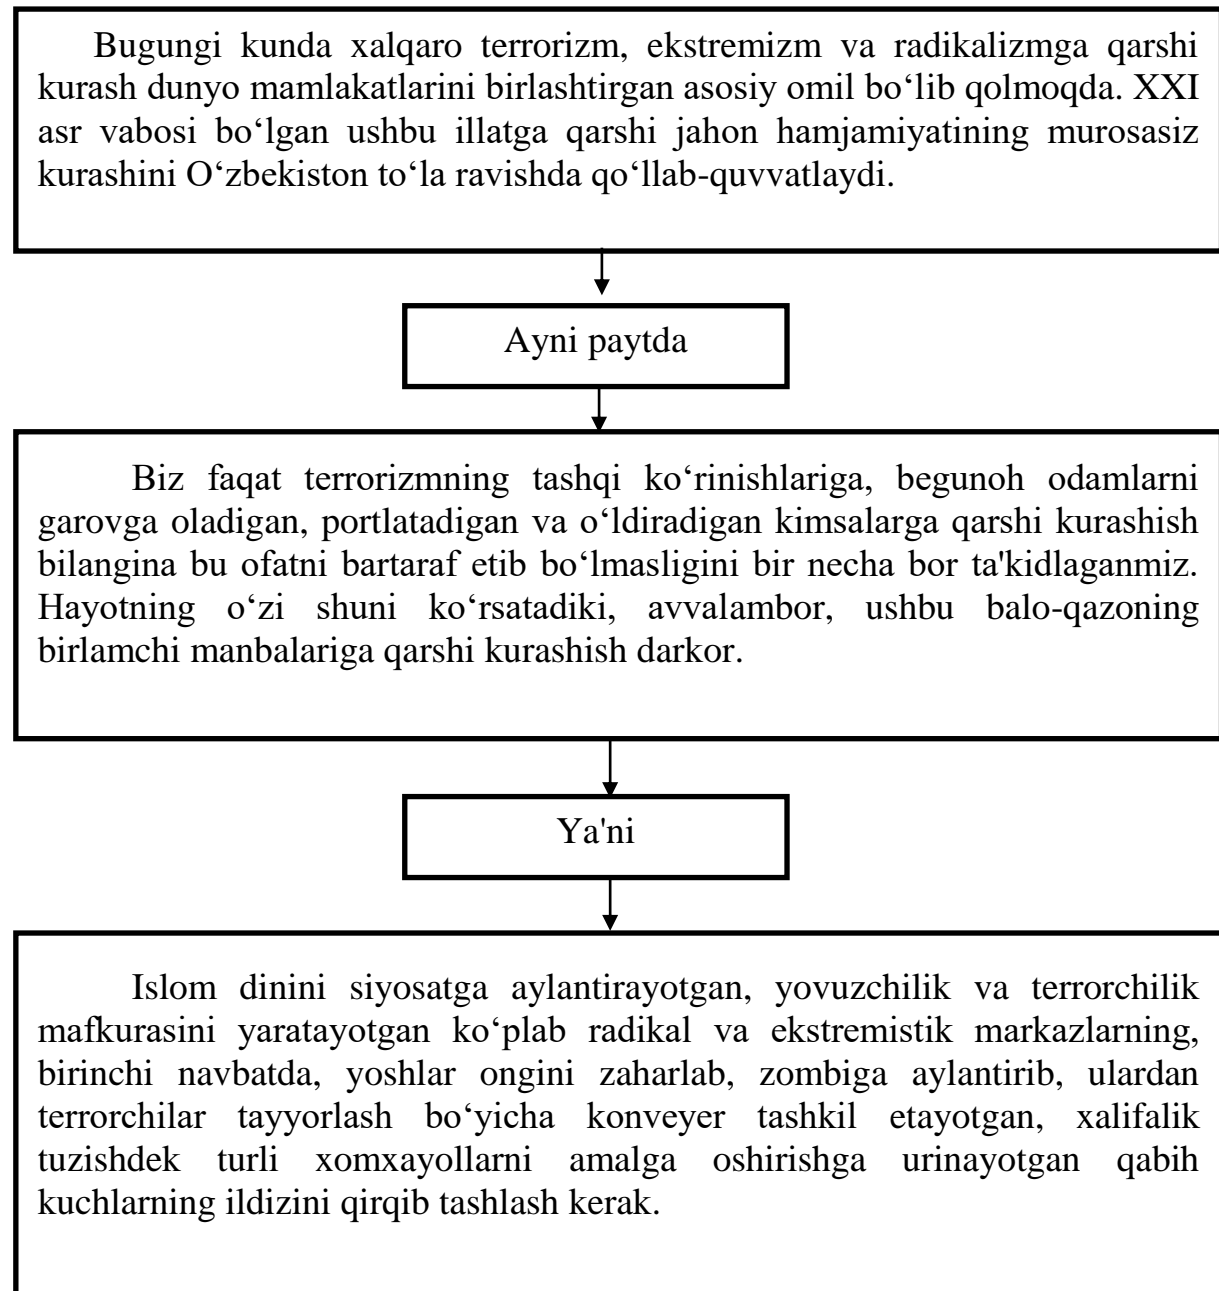 Bugungi kunda xalqaro terrorizm, ekstremizm va radikalizmga qarshi
kurash dunyo mamlakatlarini birlashtirgan asosiy omil bo‘lib qolmoqda. XXI
asr vabosi bo‘lgan ushbu illatga qarshi jahon hamjamiyatining murosasiz
kurashini O‘zbekiston to‘la ravishda qo‘llab-quvvatlaydi.
Ayni paytda
Biz faqat terrorizmning tashqi ko‘rinishlariga, begunoh odamlarni
garovga oladigan, portlatadigan va o‘ldiradigan kimsalarga qarshi kurashish
bilangina bu ofatni bartaraf etib bo‘lmasligini bir necha bor ta'kidlaganmiz.
Hayotning o‘zi shuni ko‘rsatadiki, avvalambor, ushbu balo-qazoning
birlamchi manbalariga qarshi kurashish darkor.
Ya'ni
Islom dinini siyosatga aylantirayotgan, yovuzchilik va terrorchilik
mafkurasini yaratayotgan ko‘plab radikal va ekstremistik markazlarning,
birinchi navbatda, yoshlar ongini zaharlab, zombiga aylantirib, ulardan
terrorchilar tayyorlash bo‘yicha konveyer tashkil etayotgan, xalifalik
tuzishdek turli xomxayollarni amalga oshirishga urinayotgan qabih
kuchlarning ildizini qirqib tashlash kerak.